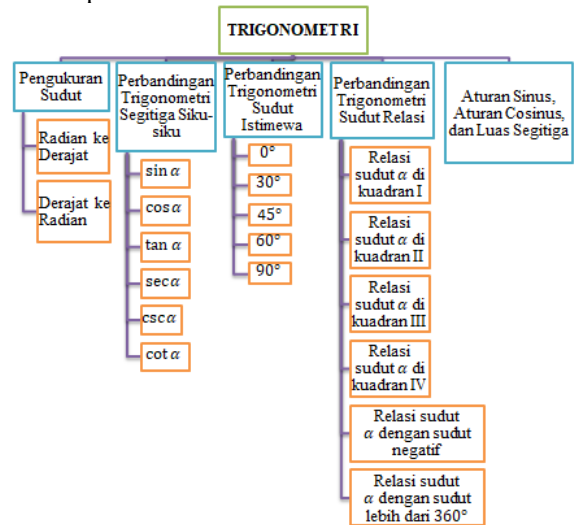 TRIGONOMETRI
Pengukuran
Sudut
Radian ke
Derajat
Derajat ke
Radian
Perbandingan
Trigonometri
Segitiga Siku-
siku
sin α
cos α
tan α
sec α
csc α
cot α
Perbandingan
Trigonometri
Sudut
Istimewa
0°
30°
45°
60°
90°
Perbandingan
Trigonometri
Sudut Relasi
Relasi
sudut α di
kuadran I
Relasi
sudut α di
kuadran II
Relasi
sudut α di
kuadran III
Relasi
sudut α di
kuadran IV
Relasi sudut
α dengan sudut
negatif
Relasi sudut
α dengan sudut
lebih dari 360°
Aturan Sinus,
Aturan Cosinus,
dan Luas Segitiga